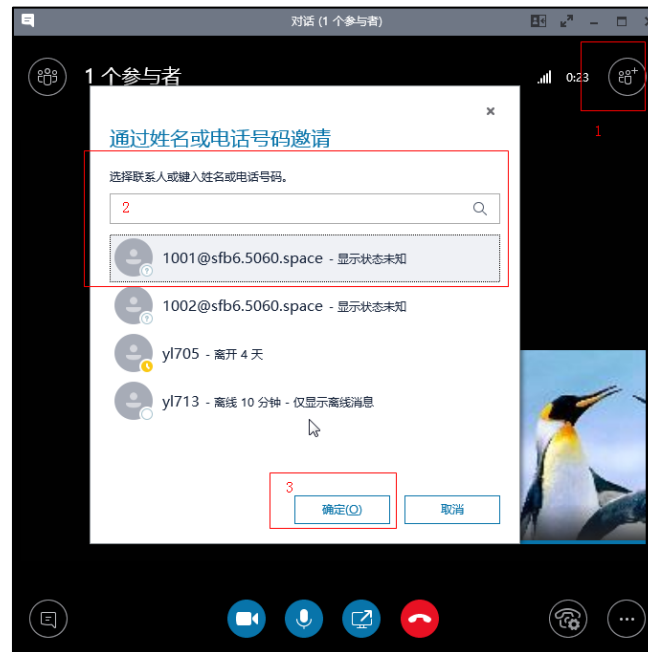 对话 (1 个参与者)
1 个参与者
0:23
1
通过姓名或电话号码邀请
选择联系人或键入姓名或电话号码。
2
1001@sfb6.5060.space - 显示状态未知
1002@sfb6.5060.space - 显示状态未知
yl705 - 离开 4 天
yl713 - 离线 10 分钟 - 仅显示离线消息
3
确定(O)
取消